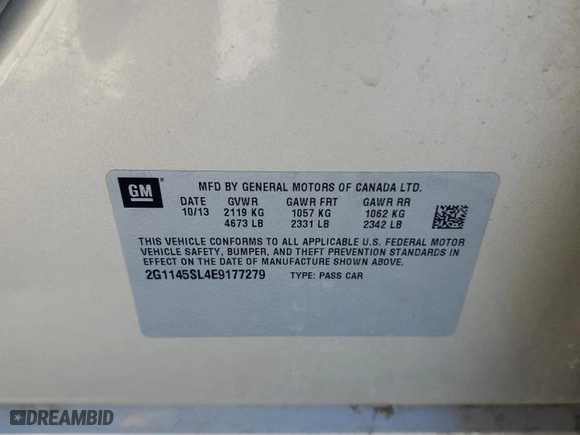 GM
MFD BY GENERAL MOTORS OF CANADA LTD.
DATE GVWR GAWR FRT GAWR RR
10/13 2119 KG 1057 KG 1062 KG
4673 LB 2331 LB 2342 LB
THIS VEHICLE CONFORMS TO ALL APPLICABLE U.S. FEDERAL MOTOR
VEHICLE SAFETY, BUMPER, AND THEFT PREVENTION STANDARDS IN
EFFECT ON THE DATE OF MANUFACTURE SHOWN ABOVE.
2G1145SL4E9177279 TYPE: PASS CAR
DREAMBID